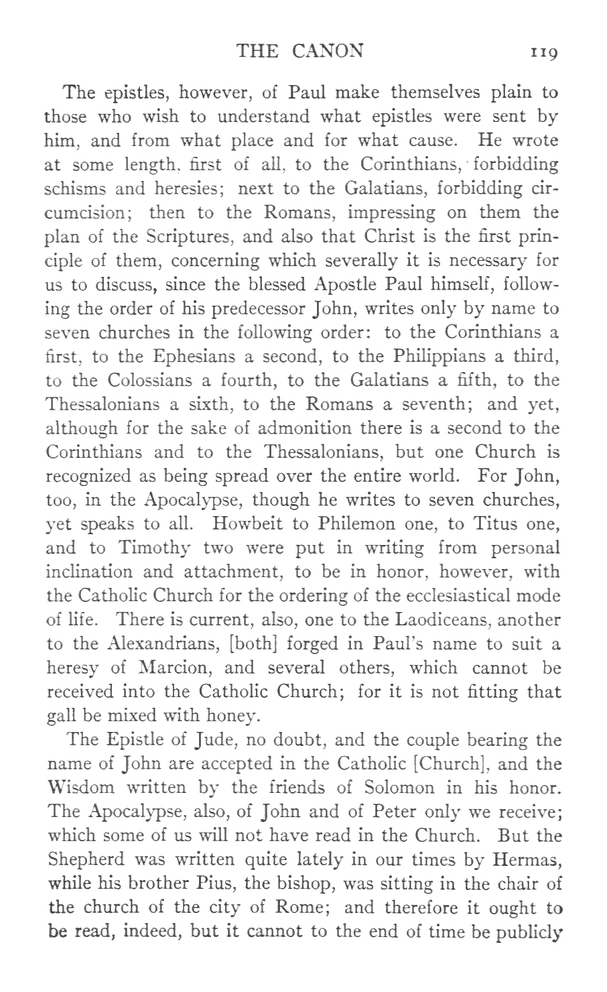 THE CANON 119
The epistles, however, of Paul make themselves plain to
those who wish to understand what epistles were sent by
him, and from what place and for what cause. He wrote
at some length. first of all, to the Corinthians, forbidding
schisms and heresies; next to the Galatians, forbidding cir-
cumcision; then to the Romans, impressing on them the
plan of the Scriptures, and also that Christ is the first prin-
ciple of them, concerning which severally it is necessary for
us to discuss, since the blessed Apostle Paul himself, follow-
ing the order of his predecessor John, writes only by name to
seven churches in the following order: to the Corinthians a
first, to the Ephesians a second, to the Philippians a third,
to the Colossians a fourth, to the Galatians a fifth, to the
Thessalonians a sixth, to the Romans a seventh; and yet,
although for the sake of admonition there is a second to the
Corinthians and to the Thessalonians, but one Church is
recognized as being spread over the entire world. For John,
too, in the Apocalypse, though he writes to seven churches,
yet speaks to all. Howbeit to Philemon one, to Titus one,
and to Timothy two were put in writing from personal
inclination and attachment, to be in honor, however, with
the Catholic Church for the ordering of the ecclesiastical mode
of life. There is current, also, one to the Laodiceans, another
to the Alexandrians, [both] forged in Paul's name to suit a
heresy of Marcion, and several others, which cannot be
received into the Catholic Church; for it is not fitting that
gall be mixed with honey.
The Epistle of Jude, no doubt, and the couple bearing the
name of John are accepted in the Catholic [Church], and the
Wisdom written by the friends of Solomon in his honor.
The Apocalypse, also, of John and of Peter only we receive;
which some of us will not have read in the Church. But the
Shepherd was written quite lately in our times by Hermas,
while his brother Pius, the bishop, was sitting in the chair of
the church of the city of Rome; and therefore it ought to
be read, indeed, but it cannot to the end of time be publicly